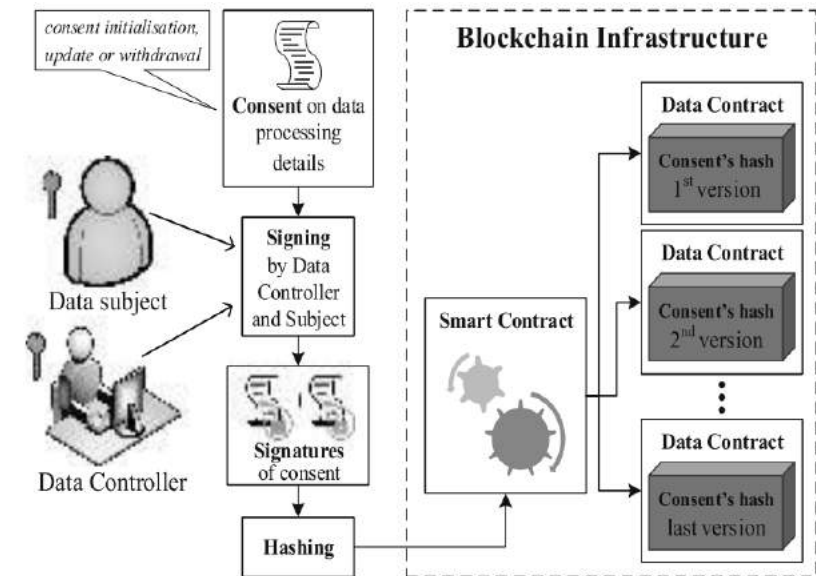 consent initialisation,
update or withdrawal
Consent on data
processing
details
Data subject
Signing
by Data
Controller
and Subject
Data Controller
Signatures
of consent
Hashing
Blockchain Infrastructure
Smart Contract
Data Contract
Consent's hash
1st version
Data Contract
Consent's hash
2nd version
Data Contract
Consent's hash
last version